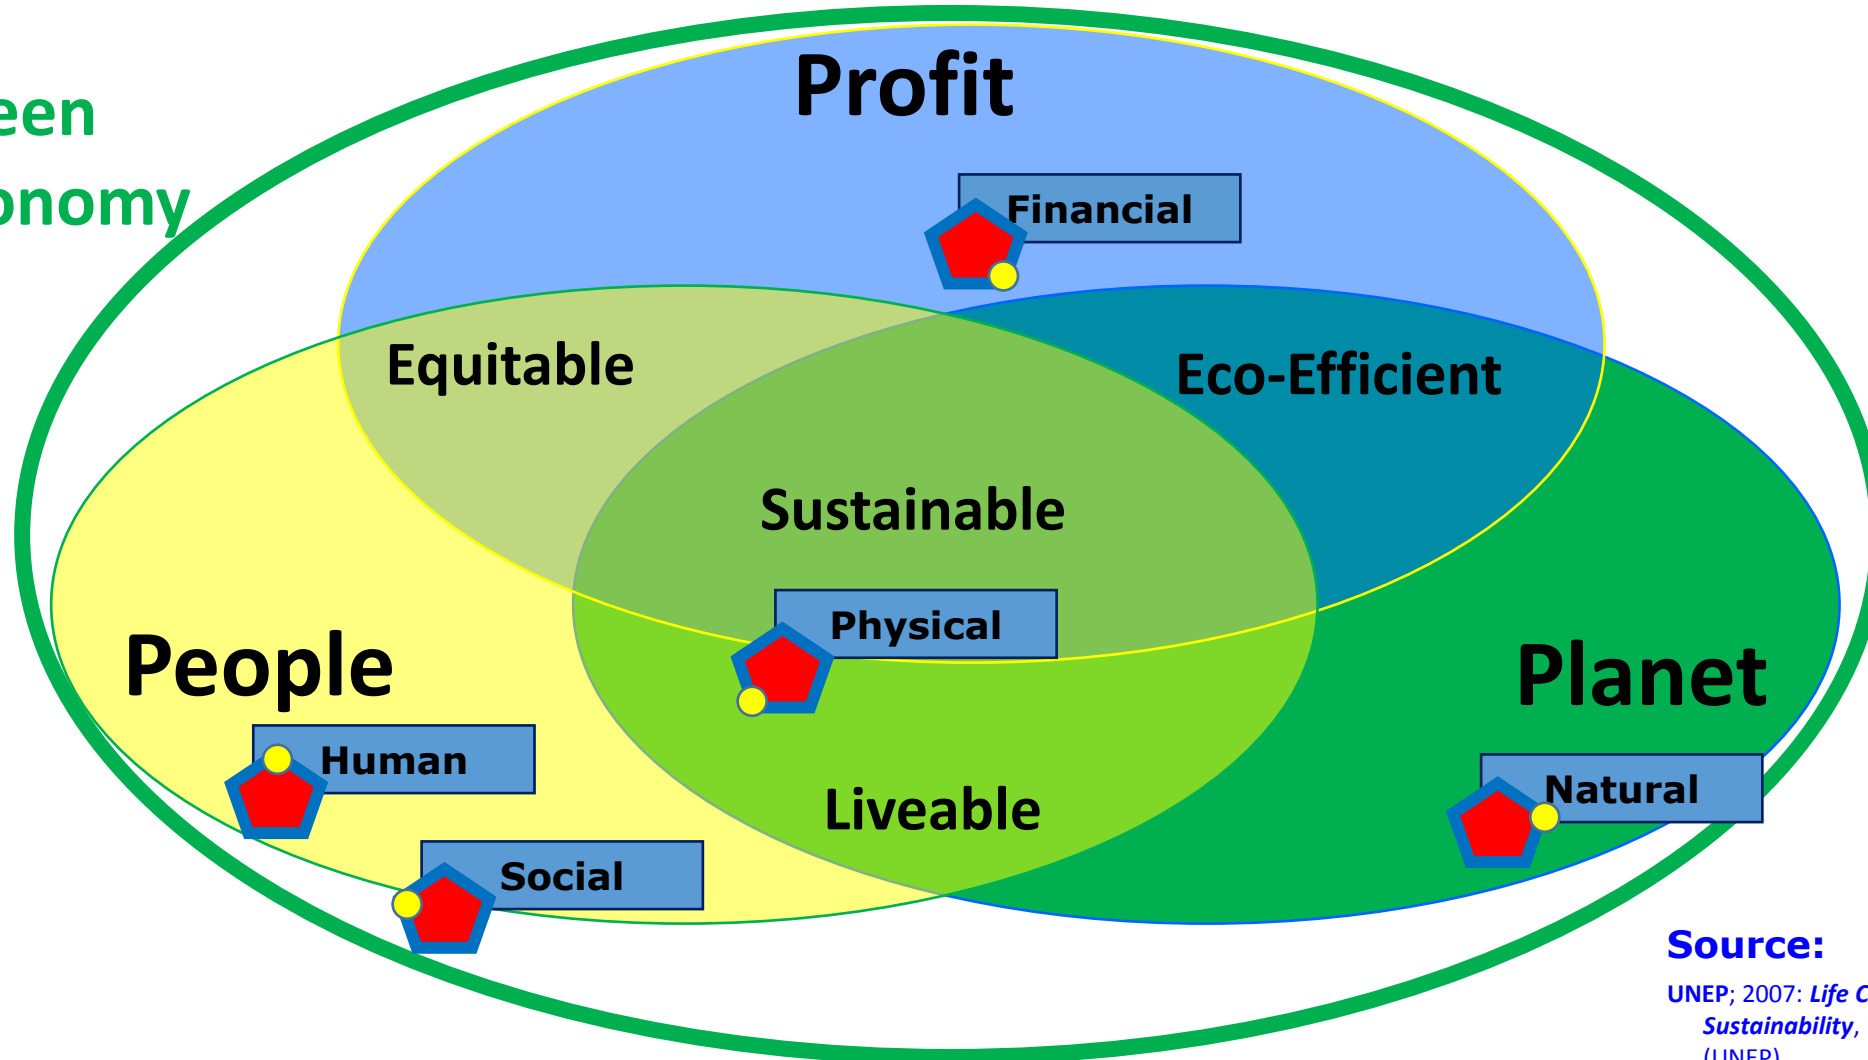 Profit
een
onomy
Financial
Equitable
Eco-Efficient
Sustainable
Physical
People
Planet
Human
Natural
Liveable
Social
Source:
UNEP; 2007: Life C
Sustainability,
(UNEP)